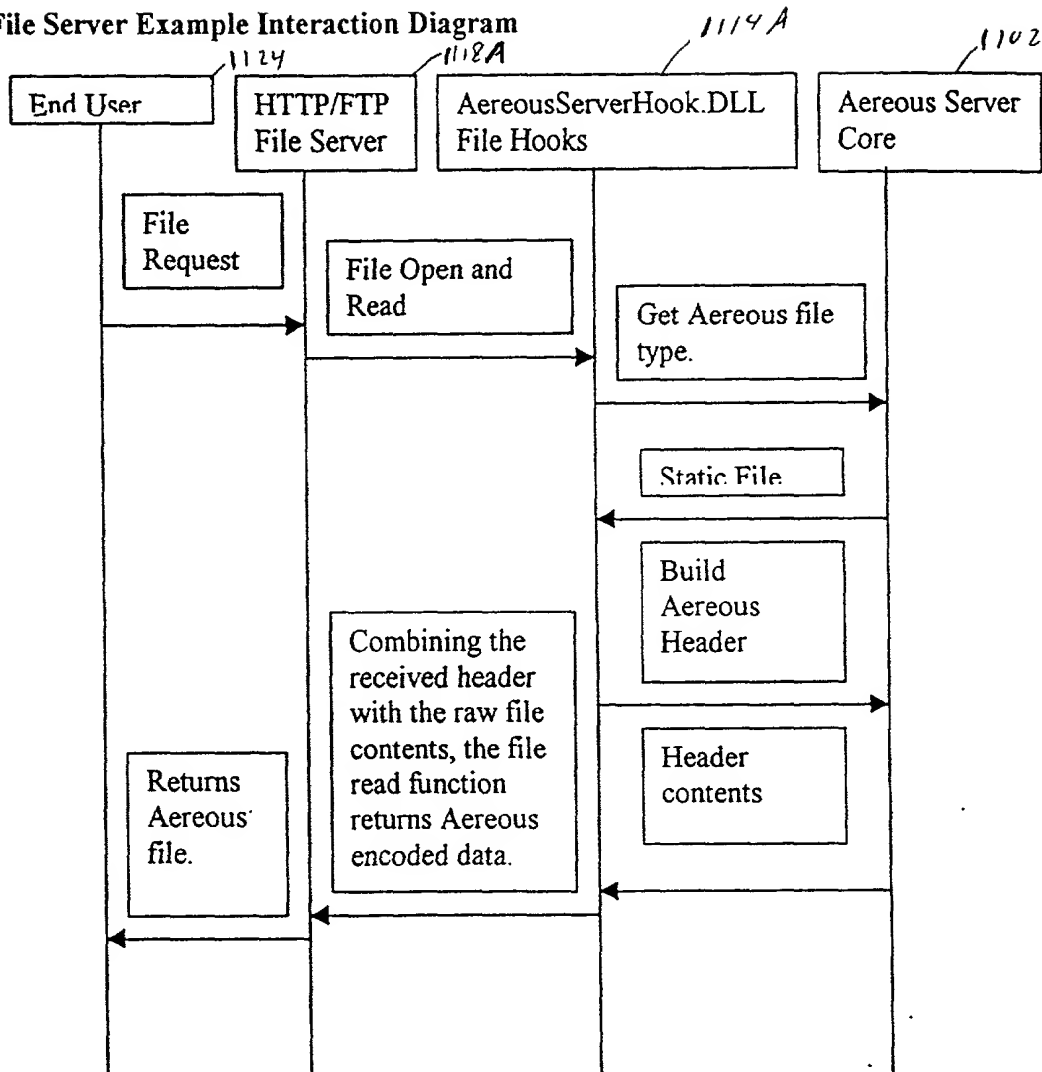 File Server Example Interaction Diagram
1124
1118A
1114A
1102
End User
HTTP/FTP
File Server
AereousServerHook.DLL
File Hooks
Aereous Server
Core
File
Request
File Open and
Read
Get Aereous file
type.
Static File
Build
Aereous
Header
Combining the
received header
with the raw file
contents, the file
read function
returns Aereous
encoded data.
Header
contents
Returns
Aereous
file.